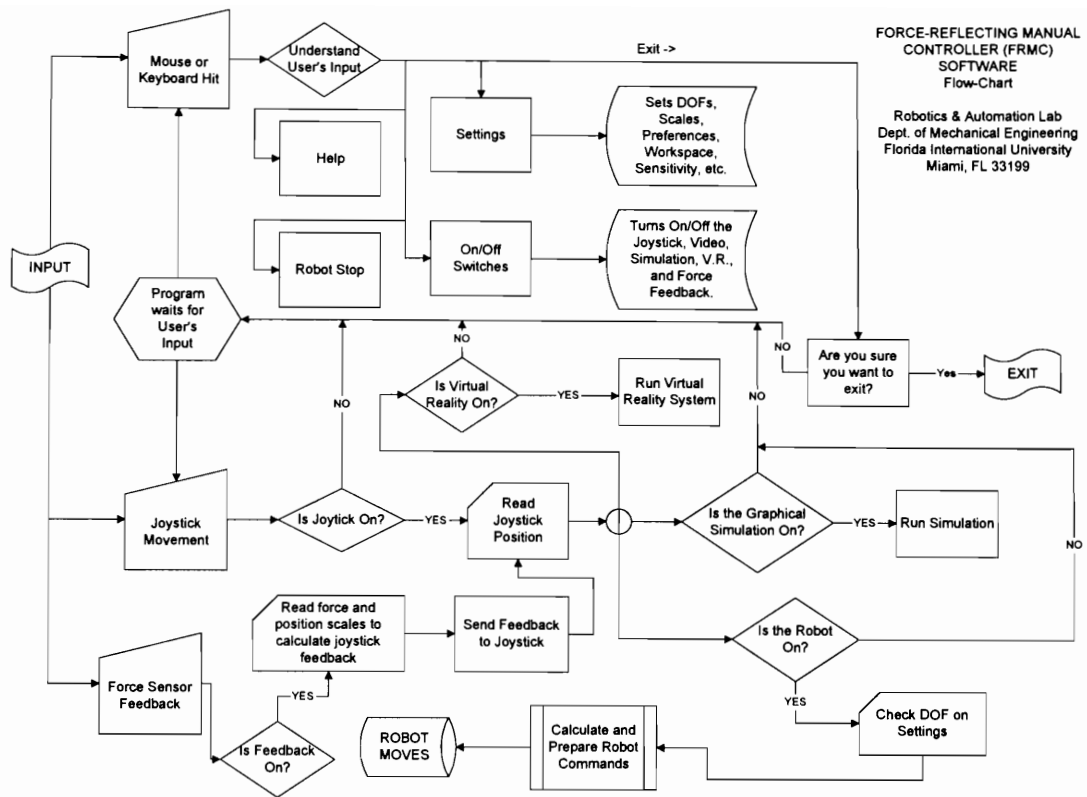 FORCE-REFLECTING MANUAL
CONTROLLER (FRMC)
SOFTWARE
Flow-Chart
Robotics & Automation Lab
Dept. of Mechanical Engineering
Florida International University
Miami, FL 33199
Mouse or
Keyboard Hit
Understand
User's Input
Exit ->
Settings
Sets DOFs,
Scales,
Preferences,
Workspace,
Sensitivity, etc.
Help
INPUT
Robot Stop
On/Off
Switches
Turns On/Off the
Joystick, Video,
Simulation, V.R.,
and Force
Feedback.
Program
waits for
User's
Input
NO
NO
NO
NO
Are you sure
you want to
exit?
Yes
EXIT
Is Virtual
Reality On?
YES
Run Virtual
Reality System
Joystick
Movement
Is Joytick On?
YES
Read
Joystick
Position
Is the Graphical
Simulation On?
YES
Run Simulation
NO
Read force and
position scales to
calculate joystick
feedback
Send Feedback
to Joystick
Is the Robot
On?
Force Sensor
Feedback
YES
YES
Is Feedback
On?
ROBOT
MOVES
Calculate and
Prepare Robot
Commands
Check DOF on
Settings